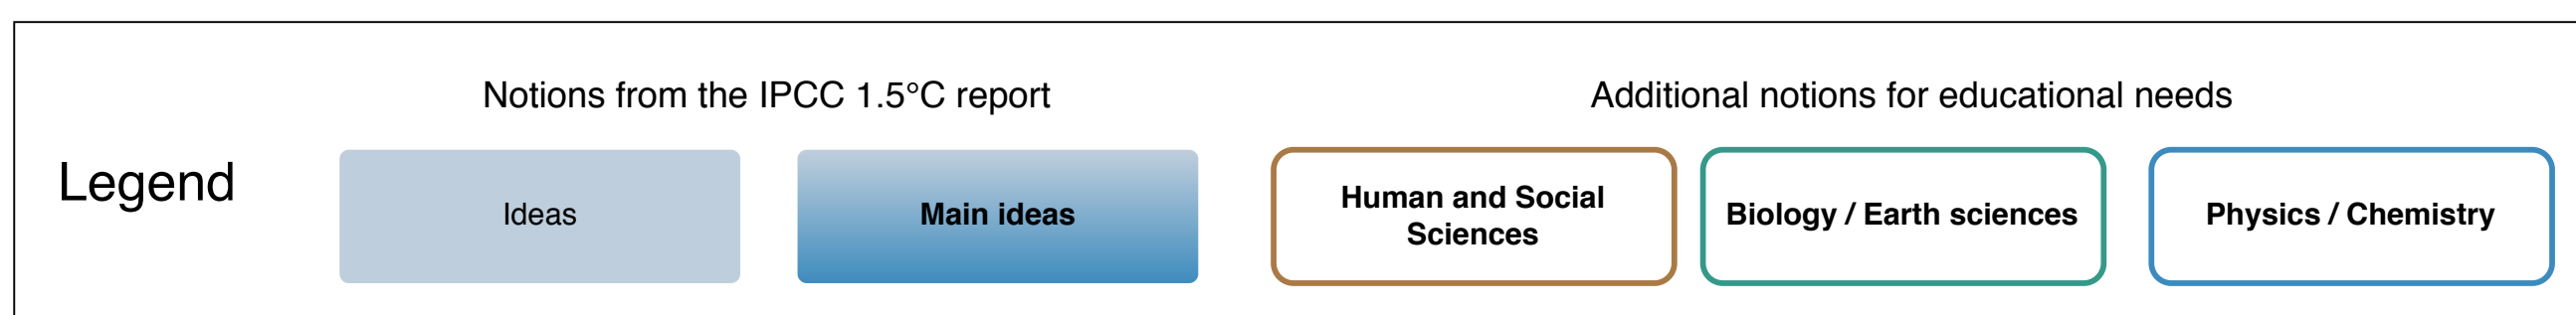 Notions from the IPCC 1.5°C report
Additional notions for educational needs
Legend
Ideas
Main ideas
Human and Social
Sciences
Biology / Earth sciences
Physics / Chemistry